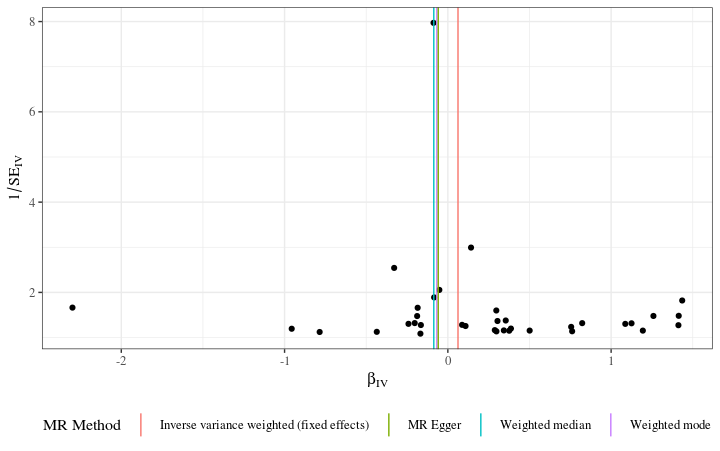 8
6
4
2
1/SE_IV
-2 -1 0 1
β_IV
MR Method Inverse variance weighted (fixed effects) MR Egger Weighted median Weighted mode